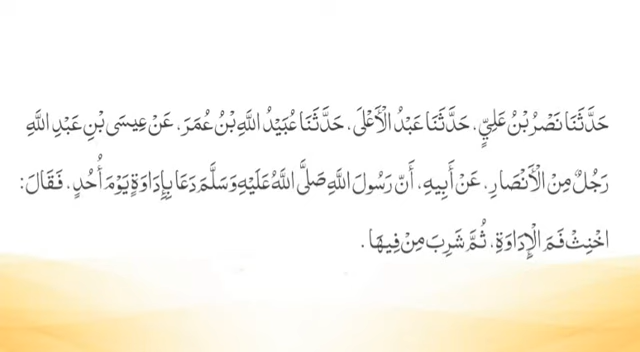 حَدَّثَنَا نَصْرُ بْنُ عَلِيٍّ، حَدَّثَنَا عَبْدُ الْأَعْلَى، حَدَّثَنَا عُبَيْدُ اللَّهِ بْنُ عُمَرَ، عَنْ عِيسَى بْنِ عَبْدِ اللَّهِ
رَجُلٌ مِنْ الْأَنْصَارِ، عَنْ أَبِيهِ، أَنّ رَسُولَ اللَّهِ صَلَّى اللَّهُ عَلَيْهِ وَسَلَّمَ دَعَا بِإِدَاوَةٍ يَوْمَ أُحُدٍ، فَقَالَ:
اخْنِثْ فَمَ الْإِدَاوَةِ، ثُمَّ شَرِبَ مِنْ فِيهَا.